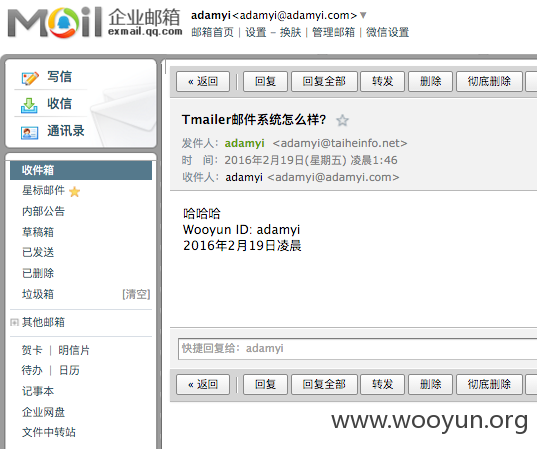 Mail 企业邮箱
exmail.qq.com
adamyi<adamyi@adamyi.com>▼
邮箱首页 | 设置 - 换肤 | 管理邮箱 | 微信设置
写信
收信
通讯录
收件箱
星标邮件
内部公告
草稿箱
已发送
已删除
垃圾箱 [清空]
其他邮箱
贺卡 | 明信片
待办 | 日历
记事本
企业网盘
文件中转站
« 返回 回复 回复全部 转发 删除 彻底删除
Tmailer邮件系统怎么样?
发件人: adamyi <adamyi@taiheinfo.net>
时 间: 2016年2月19日(星期五) 凌晨1:46
收件人: adamyi <adamyi@adamyi.com>
哈哈哈
Wooyun ID: adamyi
2016年2月19日凌晨
快捷回复给: adamyi
« 返回 回复 回复全部 转发 删除 彻底删除
www.wooyun.org